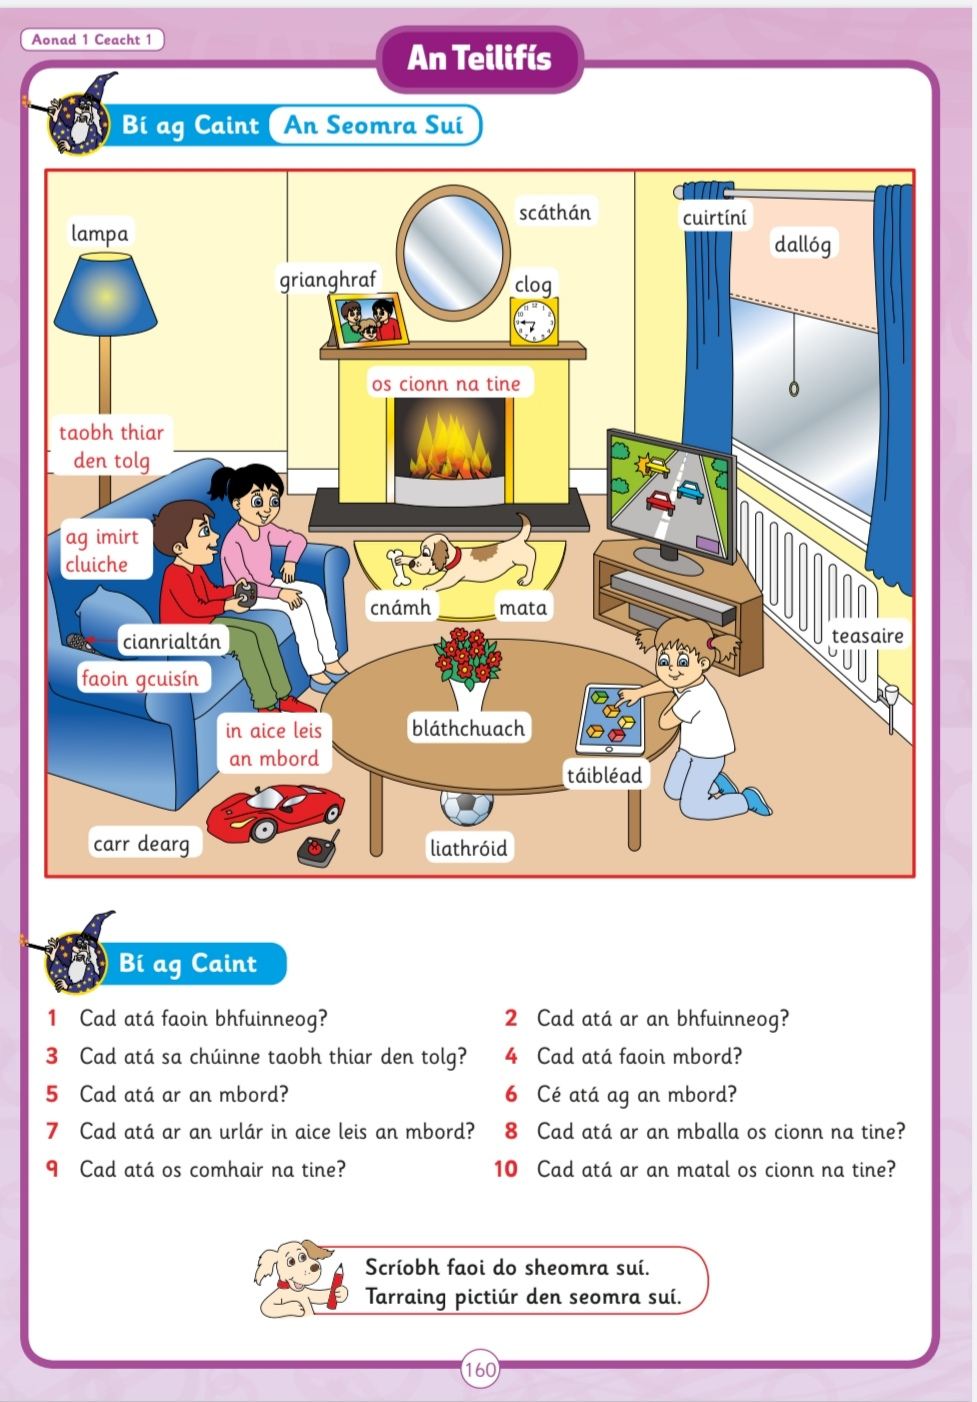 Aonad 1 Ceacht 1
An Teilifís
Bí ag Caint An Seomra Suí
lampa
scáthán
cuirtíní
dallóg
grianghraf
clog
os cionn na tine
taobh thiar
den tolg
ag imirt
cluiche
cnámh
mata
cianrialtán
teasaire
faoin gcuisín
in aice leis
an mbord
bláthchuach
táibléad
carr dearg
liathróid
Bí ag Caint
1 Cad atá faoin bhfuinneog?
2 Cad atá ar an bhfuinneog?
3 Cad atá sa chúinne taobh thiar den tolg?
4 Cad atá faoin mbord?
5 Cad atá ar an mbord?
6 Cé atá ag an mbord?
7 Cad atá ar an urlár in aice leis an mbord?
8 Cad atá ar an mballa os cionn na tine?
9 Cad atá os comhair na tine?
10 Cad atá ar an matal os cionn na tine?
Scríobh faoi do sheomra suí.
Tarraing pictiúr den seomra suí.
160